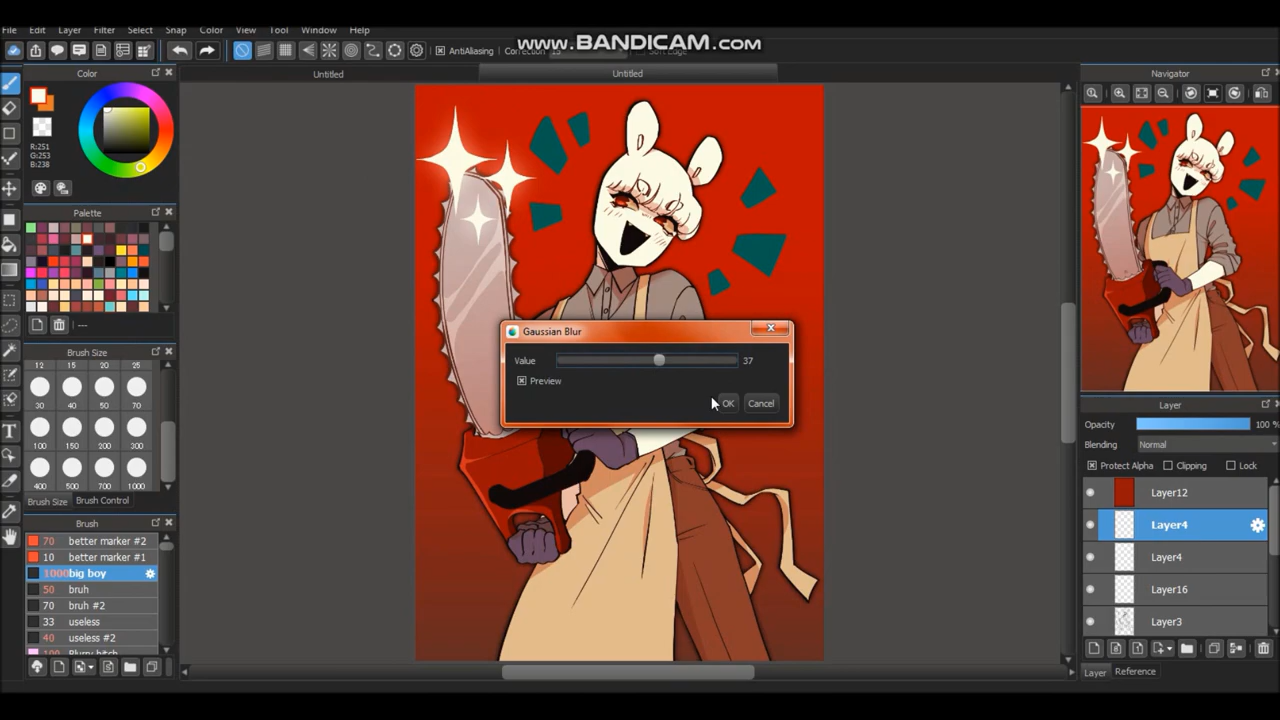 File Edit Layer Filter Select Snap Color View Tool Window Help
www.BANDICAM.com
AntiAliasing Correction
Color
Untitled
Untitled
Navigator
R:251
G:253
B:238
Palette
---
Brush Size
12 15 20 25
30 40 50 70
100 150 200 300
400 500 700 1000
Brush Size Brush Control
Brush
70 better marker #2
10 better marker #1
1000 big boy
50 bruh
70 bruh #2
33 useless
40 useless #2
100 Blurry bitch
Gaussian Blur
Value 37
Preview
OK Cancel
Layer
Opacity 100 %
Blending Normal
Protect Alpha Clipping Lock
Layer12
Layer4
Layer4
Layer16
Layer3
Layer Reference